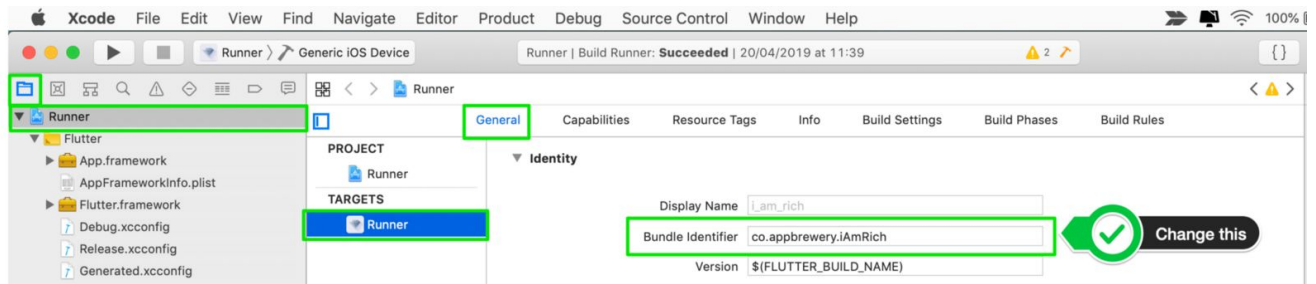 Xcode File Edit View Find Navigate Editor Product Debug Source Control Window Help 100%
Runner Generic iOS Device Runner | Build Runner: Succeeded | 20/04/2019 at 11:39 2 {}
Runner
Runner General Capabilities Resource Tags Info Build Settings Build Phases Build Rules
Flutter
App.framework
AppFrameworkInfo.plist
Flutter.framework
Debug.xcconfig
Release.xcconfig
Generated.xcconfig
PROJECT
Runner
TARGETS
Runner
Identity
Display Name i_am_rich
Bundle Identifier co.appbrewery.iAmRich
Version $(FLUTTER_BUILD_NAME)
Change this